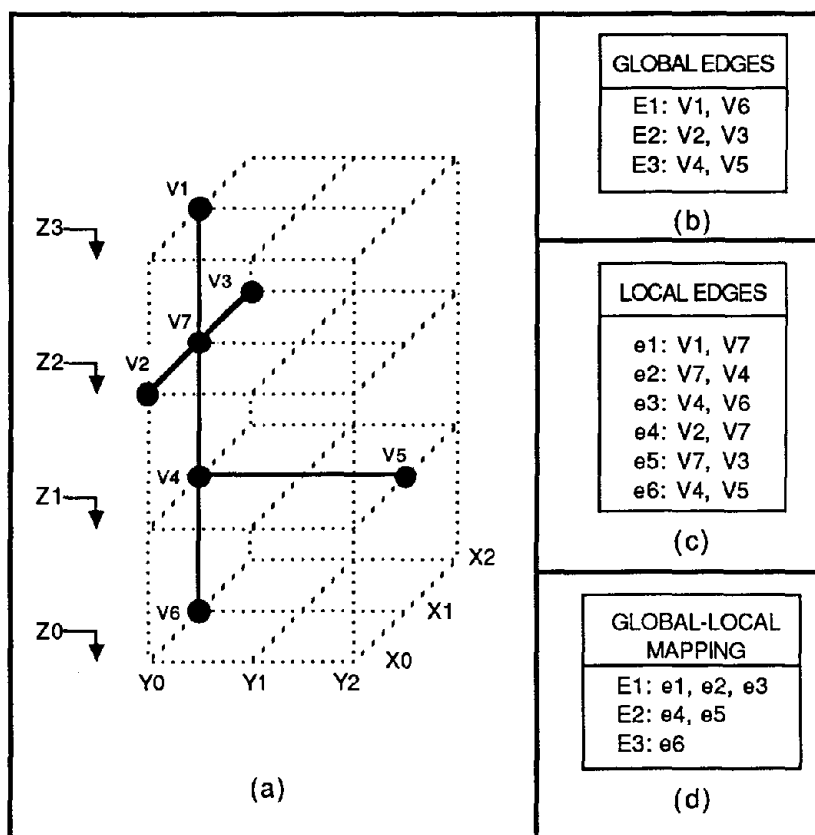 V1
Z3
V3
V7
Z2
V2
V5
V4
Z1
X2
V6
X1
Z0
X0
Y0 Y1 Y2
(a)
GLOBAL EDGES
E1: V1, V6
E2: V2, V3
E3: V4, V5
(b)
LOCAL EDGES
e1: V1, V7
e2: V7, V4
e3: V4, V6
e4: V2, V7
e5: V7, V3
e6: V4, V5
(c)
GLOBAL-LOCAL
MAPPING
E1: e1, e2, e3
E2: e4, e5
E3: e6
(d)